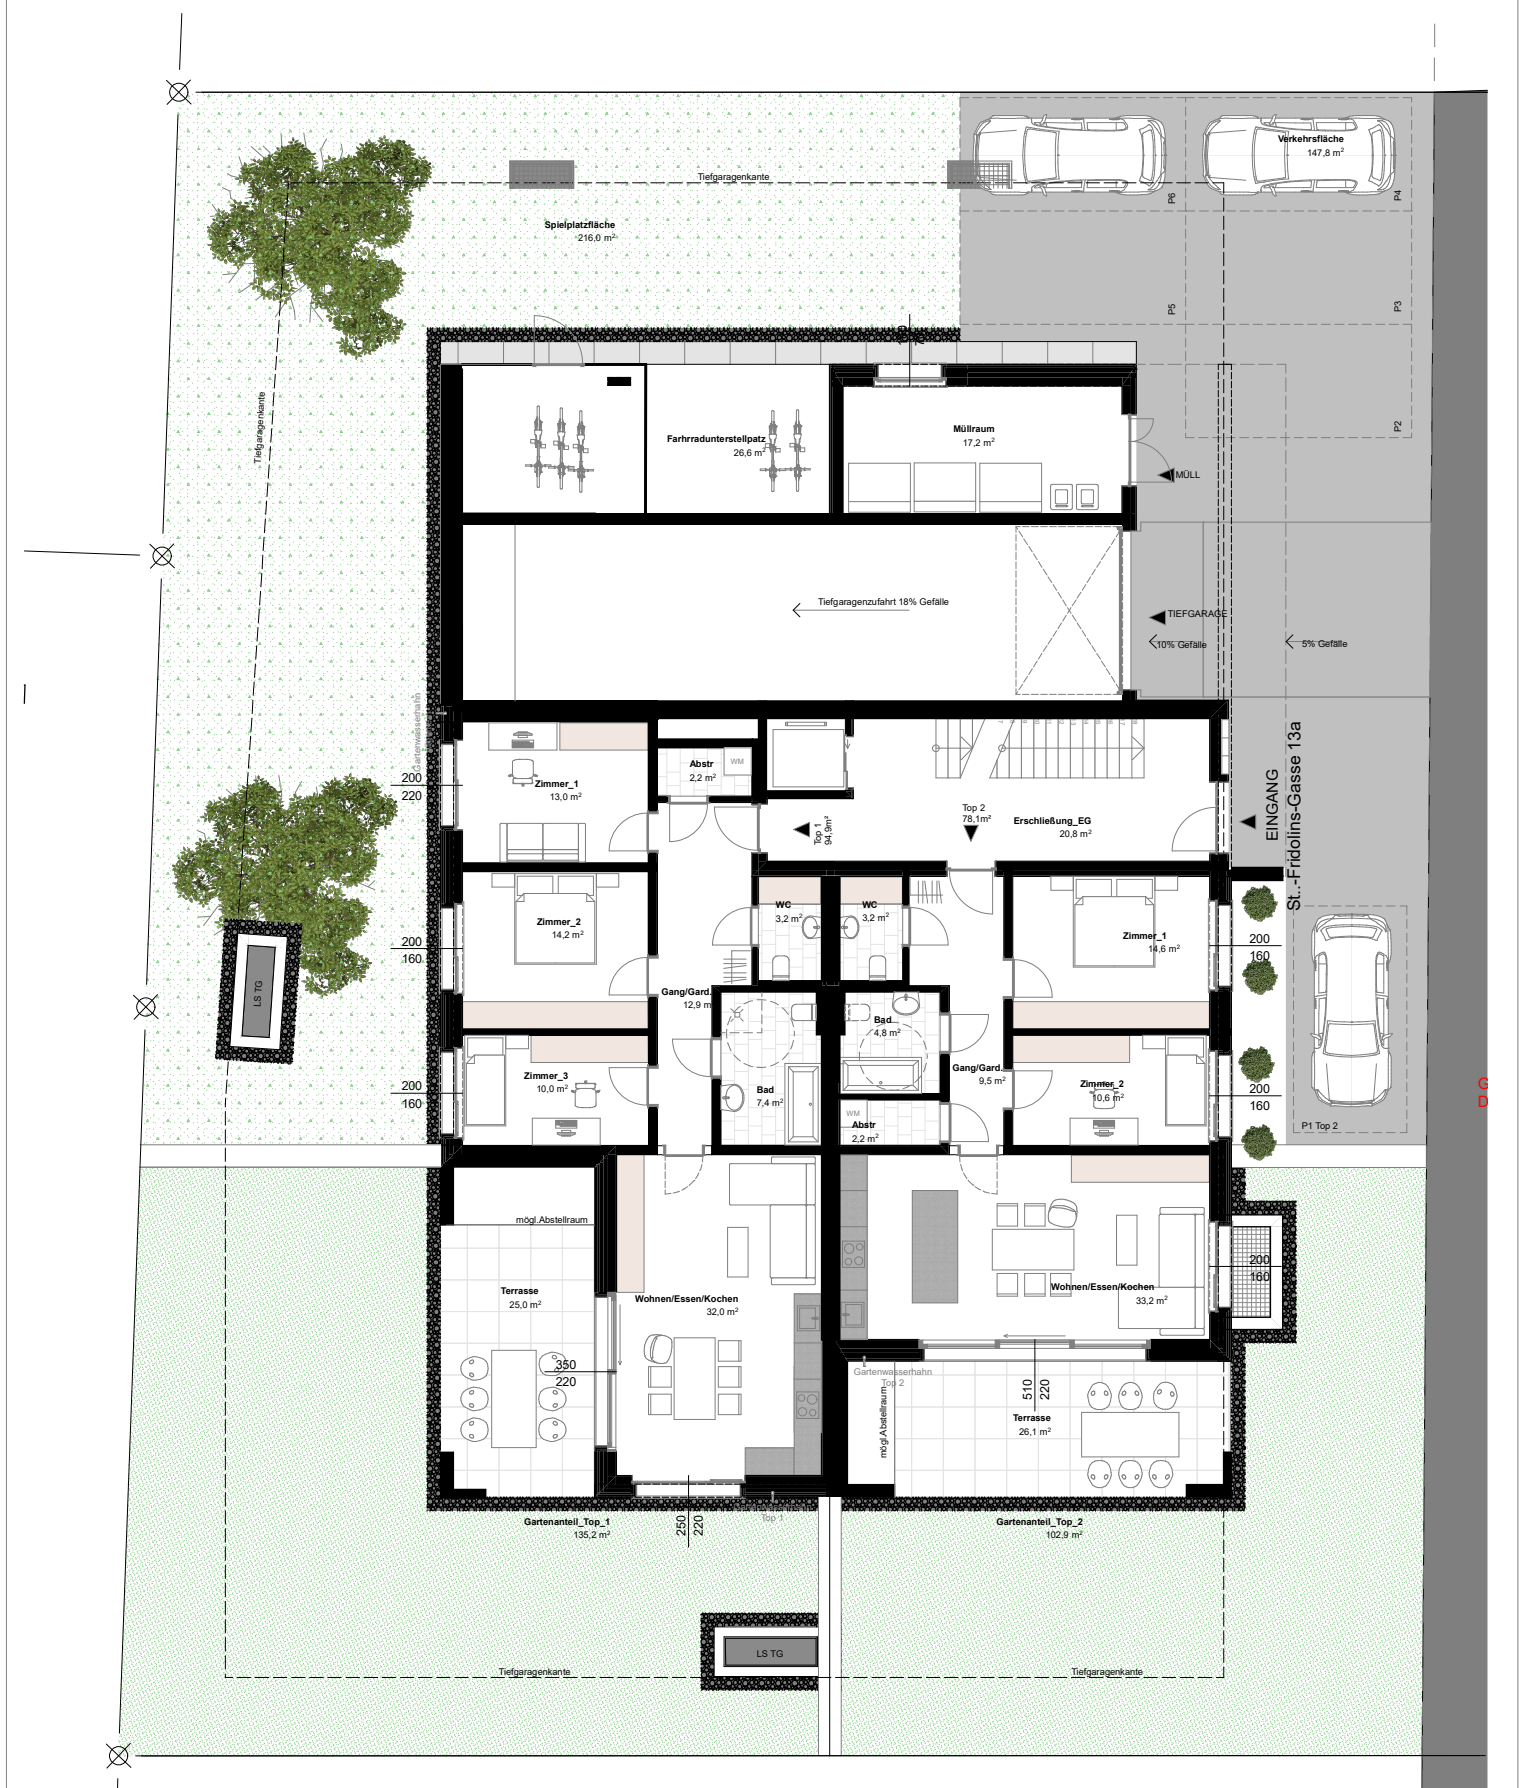 Verkehrsfläche
147,8 m²
Tiefgaragenkante
P6
P4
Spielplatzfläche
216,0 m²
P5
P3
Tiefgaragenkante
P2
Farhrradunterstellpatz
26,6 m²
Müllraum
17,2 m²
MÜLL
Tiefgaragenzufahrt 18% Gefälle
TIEFGARAGE
10% Gefälle
5% Gefälle
Gartenwasserhahn
St..-Fridolins-Gasse 13a
EINGANG
200
220
Zimmer_1
13,0 m²
Abstr
2,2 m²
WM
Top 1
94,9m²
Top 2
78,1m²
Erschließung_EG
20,8 m²
200
160
Zimmer_2
14,2 m²
WC
3,2 m²
WC
3,2 m²
Zimmer_1
14,6 m²
200
160
LS TG
Gang/Gard.
12,9 m
Bad
4,8 m²
200
160
Zimmer_3
10,0 m²
Bad
7,4 m²
Gang/Gard.
9,5 m²
WM
Abstr
2,2 m²
Zimmer_2
10,6 m²
200
160
P1 Top 2
G
D
mögl.Abstellraum
Terrasse
25,0 m²
Wohnen/Essen/Kochen
32,0 m²
Wohnen/Essen/Kochen
33,2 m²
200
160
350
220
Gartenwasserhahn
Top 2
mögl.Abstellraum
510
220
Terrasse
26,1 m²
Gartenanteil_Top_1
135,2 m²
250
220
Top 1
Gartenanteil_Top_2
102,9 m²
LS TG
Tiefgaragenkante
Tiefgaragenkante